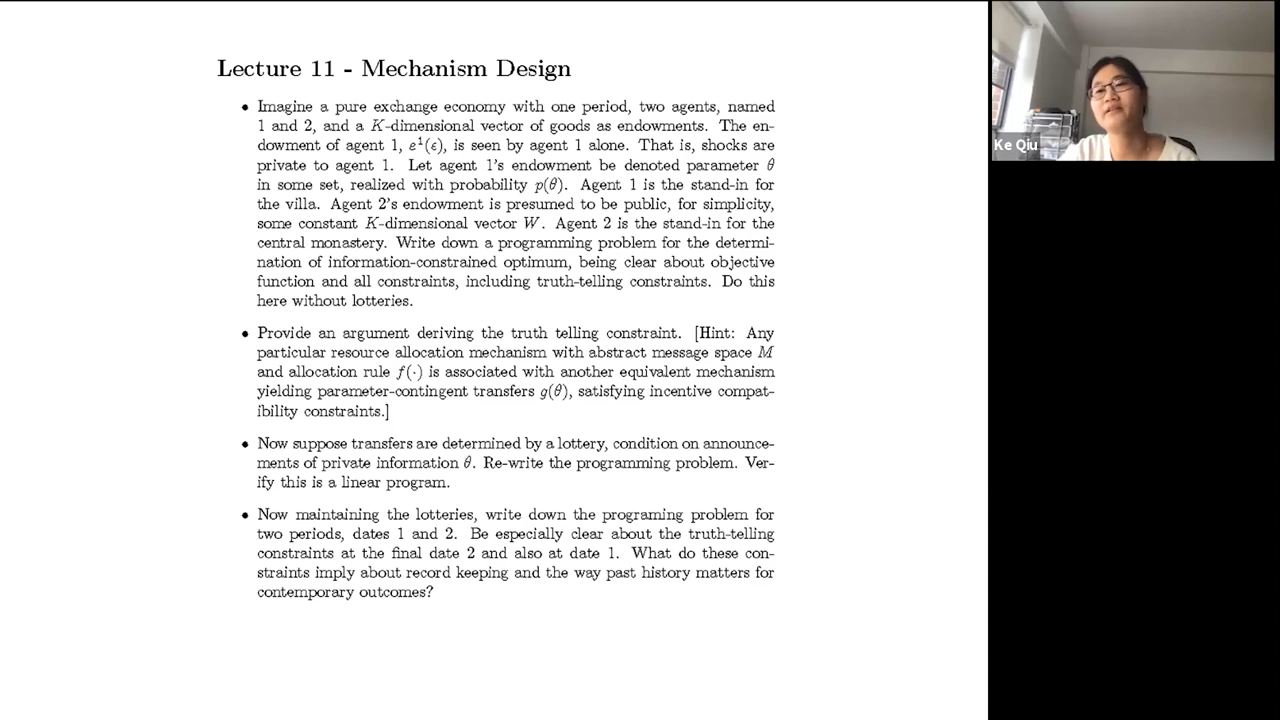 Lecture 11 - Mechanism Design
• Imagine a pure exchange economy with one period, two agents, named
1 and 2, and a K-dimensional vector of goods as endowments. The en-
dowment of agent 1, e¹(ϵ), is seen by agent 1 alone. That is, shocks are
private to agent 1. Let agent 1's endowment be denoted parameter θ
in some set, realized with probability p(θ). Agent 1 is the stand-in for
the villa. Agent 2's endowment is presumed to be public, for simplicity,
some constant K-dimensional vector W. Agent 2 is the stand-in for the
central monastery. Write down a programming problem for the determi-
nation of information-constrained optimum, being clear about objective
function and all constraints, including truth-telling constraints. Do this
here without lotteries.
• Provide an argument deriving the truth telling constraint. [Hint: Any
particular resource allocation mechanism with abstract message space M
and allocation rule f(·) is associated with another equivalent mechanism
yielding parameter-contingent transfers g(θ), satisfying incentive compat-
ibility constraints.]
• Now suppose transfers are determined by a lottery, condition on announce-
ments of private information θ. Re-write the programming problem. Ver-
ify this is a linear program.
• Now maintaining the lotteries, write down the programing problem for
two periods, dates 1 and 2. Be especially clear about the truth-telling
constraints at the final date 2 and also at date 1. What do these con-
straints imply about record keeping and the way past history matters for
contemporary outcomes?
Ke Qiu